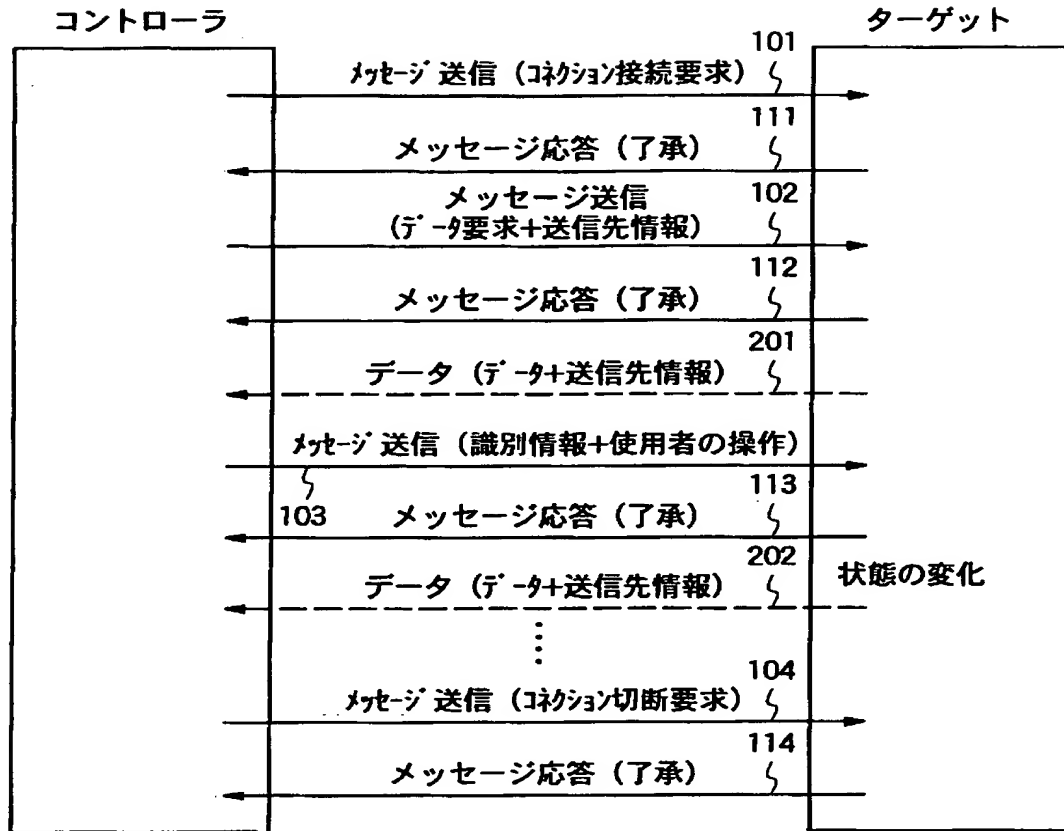 コントローラ
ターゲット
101
メッセージ送信（コネクション接続要求）
111
メッセージ応答（了承）
メッセージ送信
102
(データ要求+送信先情報)
112
メッセージ応答（了承）
201
データ（データ+送信先情報）
メッセージ送信（識別情報+使用者の操作）
103
113
メッセージ応答（了承）
202
データ（データ+送信先情報）
状態の変化
104
メッセージ送信（コネクション切断要求）
114
メッセージ応答（了承）